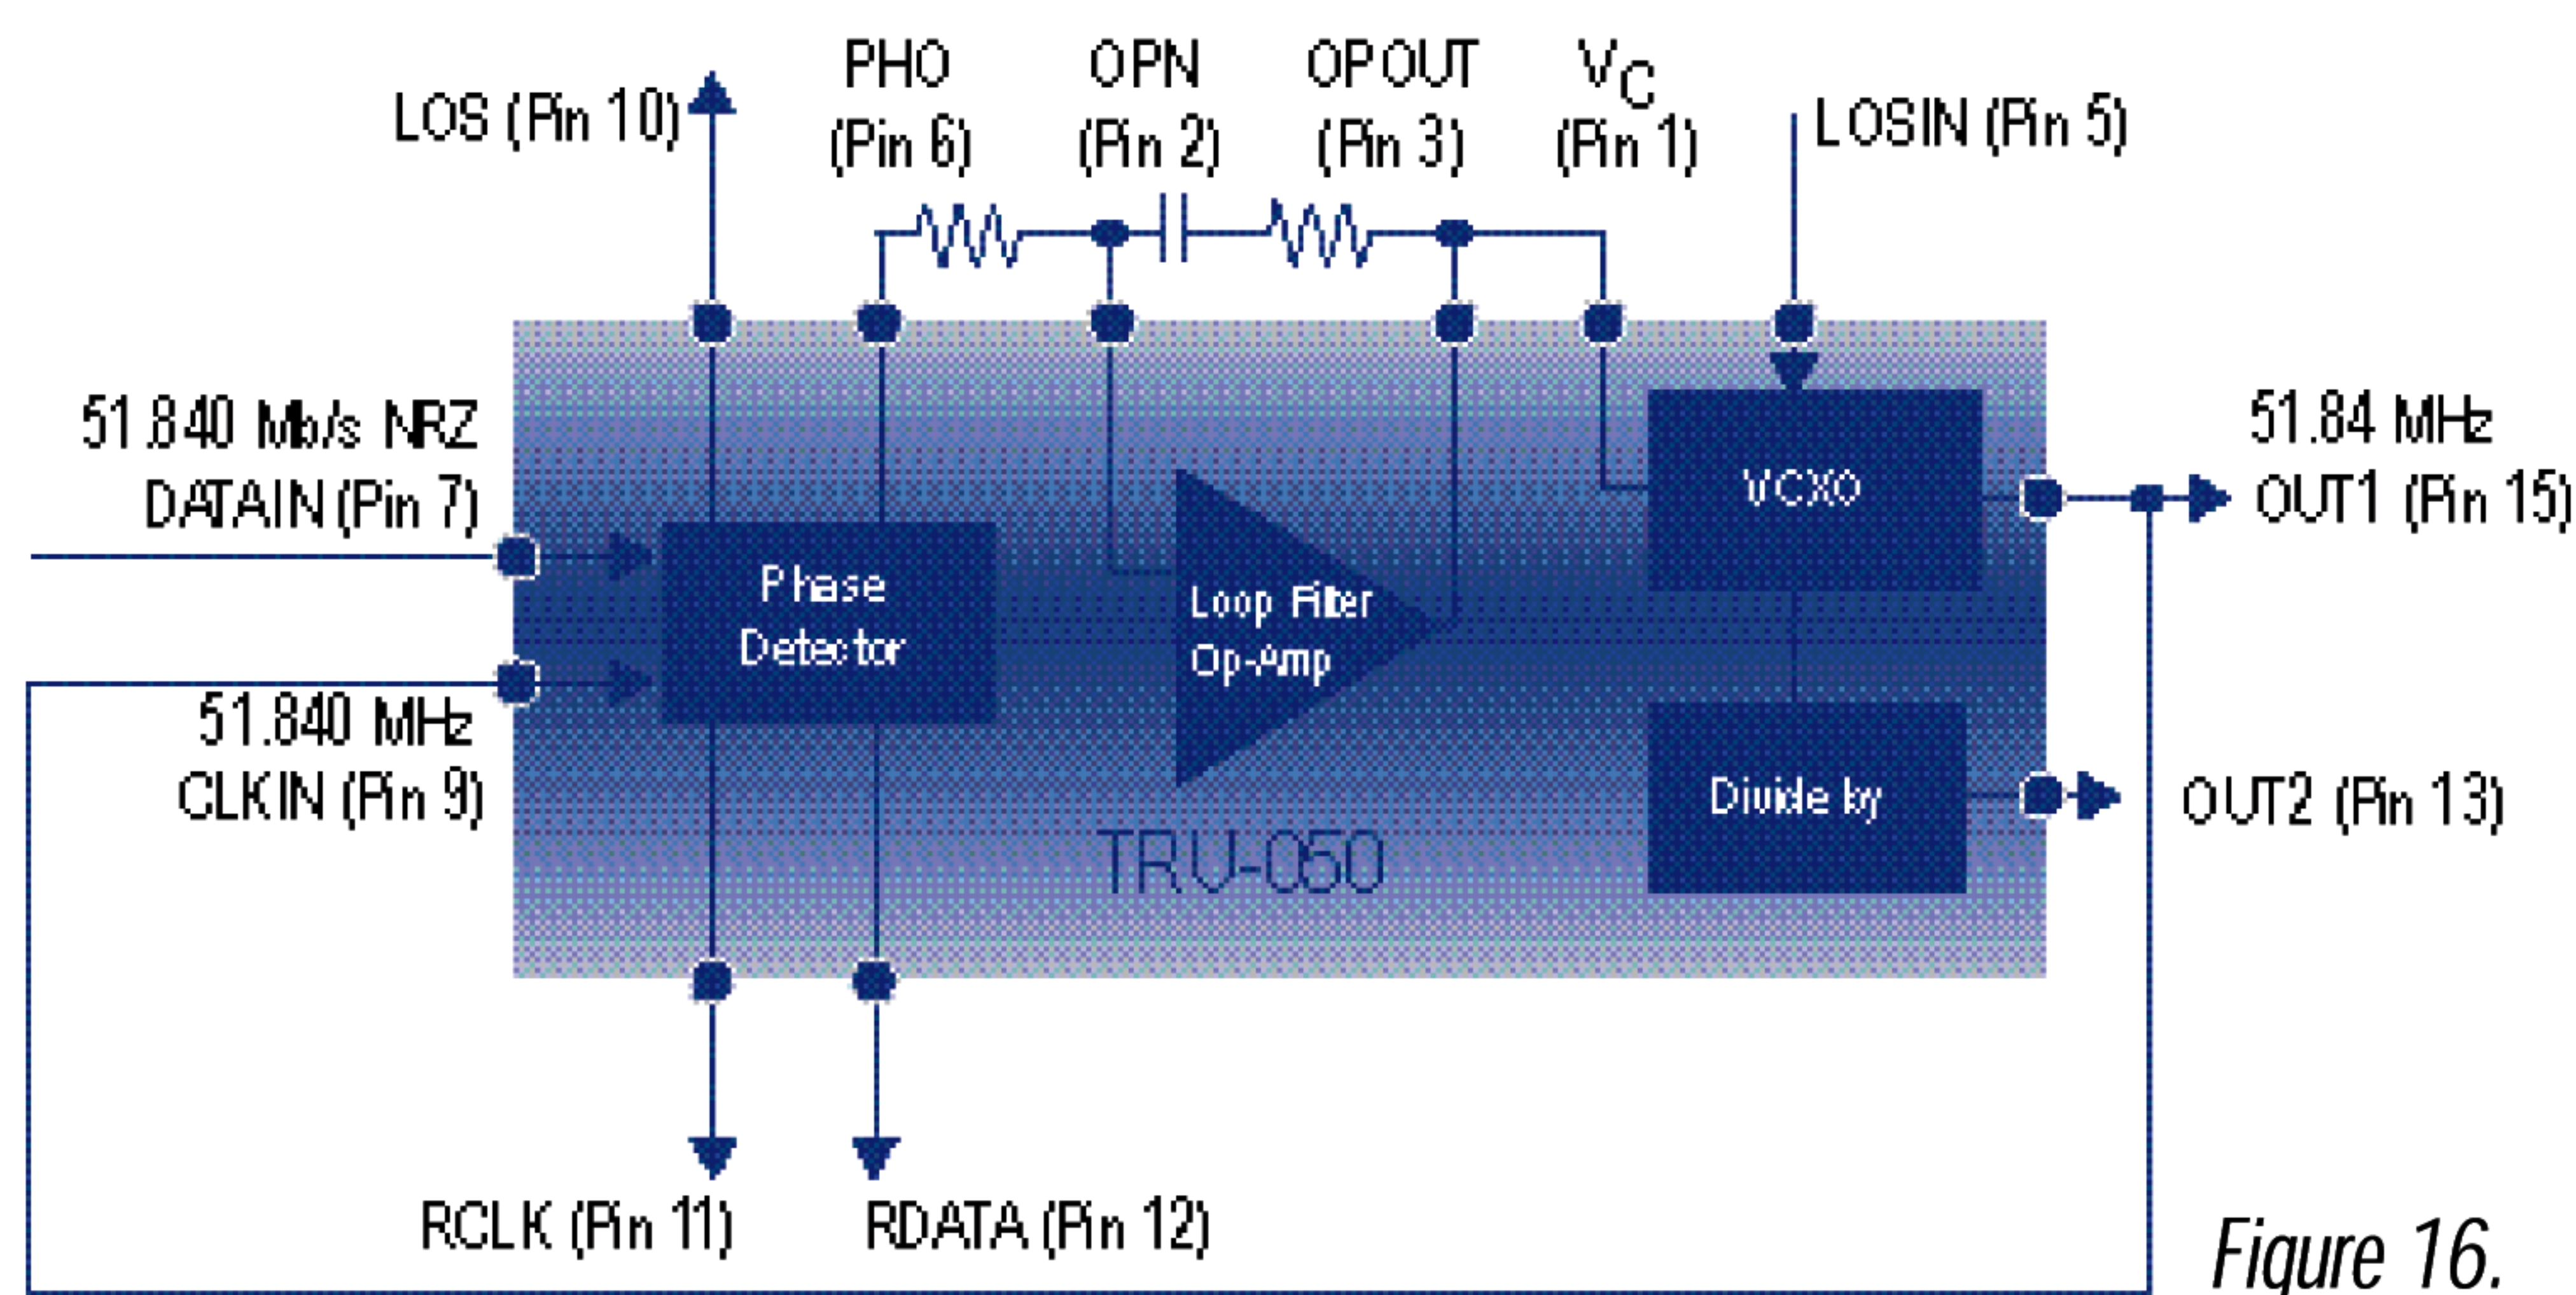 PHO
(Pin 6)
OPN
(Pin 2)
OPOUT
(Pin 3)
VC
(Pin 1)
LOS (Pin 10)
LOSIN (Pin 5)
51.840 Mb/s NRZ
DATAIN (Pin 7)
51.84 MHz
OUT1 (Pin 15)
VCXO
Phase
Detector
Loop Filter
Op-Amp
51.840 MHz
CLKIN (Pin 9)
Divide by
OUT2 (Pin 13)
TRU-050
RCLK (Pin 11)
RDATA (Pin 12)
Figure 16.